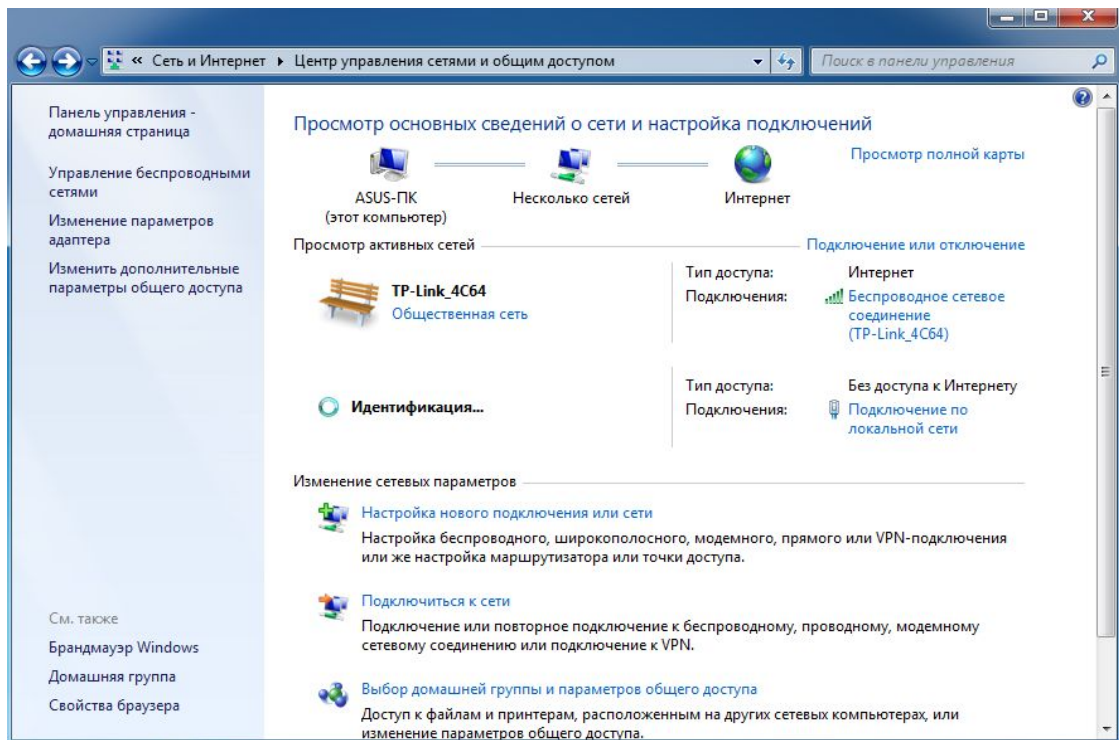 « Сеть и Интернет ▸ Центр управления сетями и общим доступом
Поиск в панели управления
Панель управления -
домашняя страница
Управление беспроводными
сетями
Изменение параметров
адаптера
Изменить дополнительные
параметры общего доступа
См. также
Брандмауэр Windows
Домашняя группа
Свойства браузера
Просмотр основных сведений о сети и настройка подключений
Просмотр полной карты
ASUS-ПК
(этот компьютер)
Несколько сетей
Интернет
Просмотр активных сетей
Подключение или отключение
TP-Link_4C64
Общественная сеть
Тип доступа: Интернет
Подключения: Беспроводное сетевое
соединение
(TP-Link_4C64)
Идентификация...
Тип доступа: Без доступа к Интернету
Подключения: Подключение по
локальной сети
Изменение сетевых параметров
Настройка нового подключения или сети
Настройка беспроводного, широкополосного, модемного, прямого или VPN-подключения
или же настройка маршрутизатора или точки доступа.
Подключиться к сети
Подключение или повторное подключение к беспроводному, проводному, модемному
сетевому соединению или подключение к VPN.
Выбор домашней группы и параметров общего доступа
Доступ к файлам и принтерам, расположенным на других сетевых компьютерах, или
изменение параметров общего доступа.